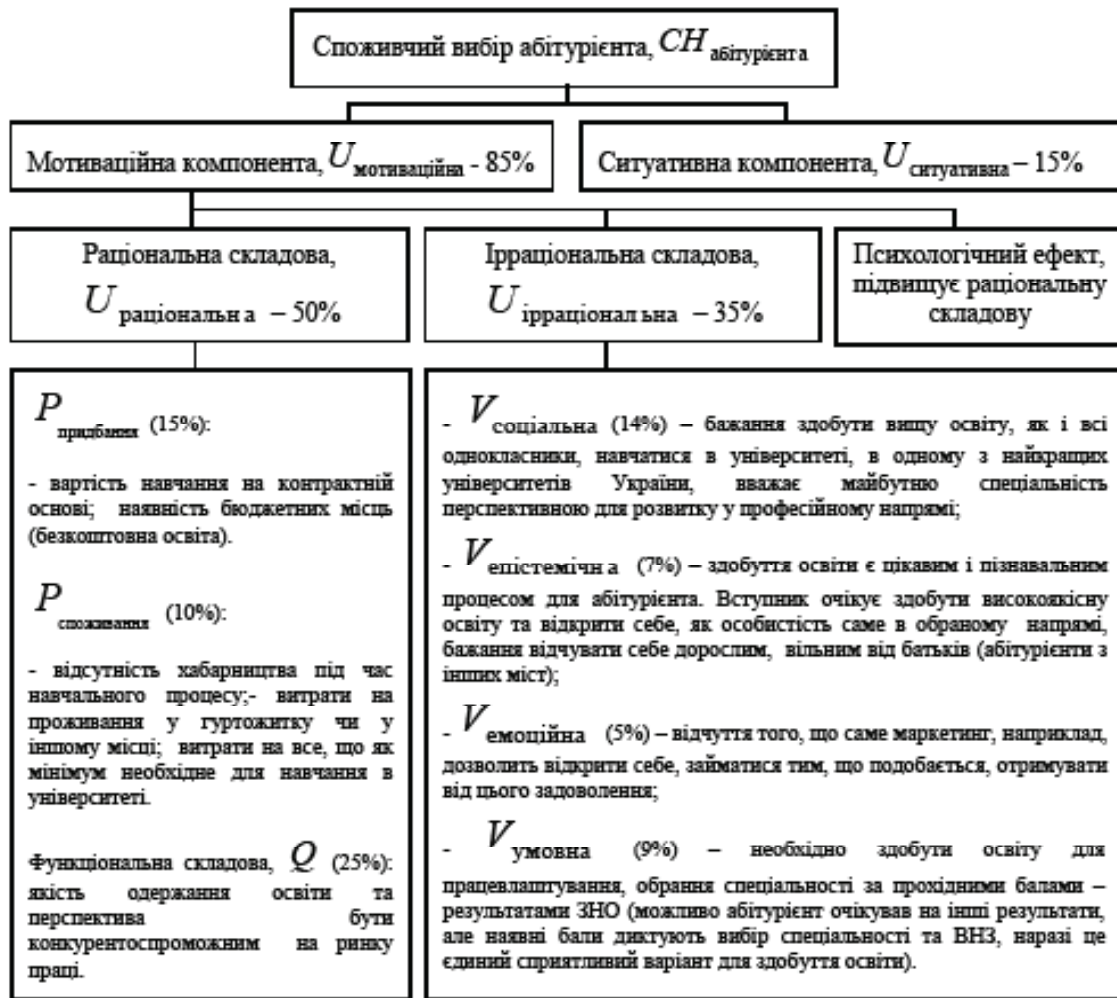 Споживчий вибір абітурієнта, CH абітурієнта
Мотиваційна компонента, U мотиваційна - 85%
Ситуативна компонента, U ситуативна – 15%
Раціональна складова,
U раціональн а – 50%
Ірраціональна складова,
U ірраціонал ьна – 35%
Психологічний ефект,
підвищує раціональну
складову
P придбання (15%):
- вартість навчання на контрактній
основі; наявність бюджетних місць
(безкоштовна освіта).
P споживання (10%):
- відсутність хабарництва під час
навчального процесу;- витрати на
проживання у гуртожитку чи у
іншому місці; витрати на все, що як
мінімум необхідне для навчання в
університеті.
Функціональна складова, Q (25%):
якість одержання освіти та
перспектива бути
конкурентоспроможним на ринку
праці.
- V соціальна (14%) – бажання здобути вищу освіту, як і всі
однокласники, навчатися в університеті, в одному з найкращих
університетів України, вважає майбутню спеціальність
перспективною для розвитку у професійному напрямі;
- V епістемічн а (7%) – здобуття освіти є цікавим і пізнавальним
процесом для абітурієнта. Вступник очікує здобути високоякісну
освіту та відкрити себе, як особистість саме в обраному напрямі,
бажання відчувати себе дорослим, вільним від батьків (абітурієнти з
інших міст);
- V емоційна (5%) – відчуття того, що саме маркетинг, наприклад,
дозволить відкрити себе, займатися тим, що подобається, отримувати
від цього задоволення;
- V умовна (9%) – необхідно здобути освіту для
працевлаштування, обрання спеціальності за прохідними балами –
результатами ЗНО (можливо абітурієнт очікував на інші результати,
але наявні бали диктують вибір спеціальності та ВНЗ, наразі це
єдиний сприятливий варіант для здобуття освіти).